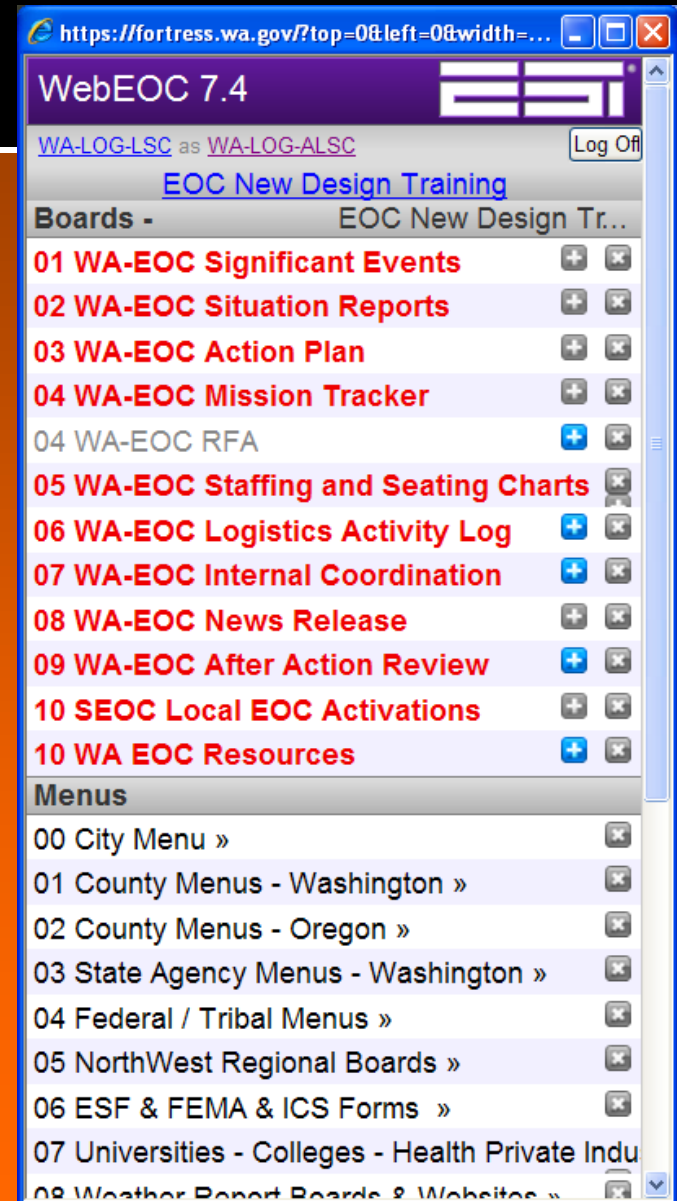 https://fortress.wa.gov/?top=0&left=0&width=...
WebEOC 7.4 ESi
WA-LOG-LSC as WA-LOG-ALSC Log Off
EOC New Design Training
Boards - EOC New Design Tr...
01 WA-EOC Significant Events
02 WA-EOC Situation Reports
03 WA-EOC Action Plan
04 WA-EOC Mission Tracker
04 WA-EOC RFA
05 WA-EOC Staffing and Seating Charts
06 WA-EOC Logistics Activity Log
07 WA-EOC Internal Coordination
08 WA-EOC News Release
09 WA-EOC After Action Review
10 SEOC Local EOC Activations
10 WA EOC Resources
Menus
00 City Menu »
01 County Menus - Washington »
02 County Menus - Oregon »
03 State Agency Menus - Washington »
04 Federal / Tribal Menus »
05 NorthWest Regional Boards »
06 ESF & FEMA & ICS Forms »
07 Universities - Colleges - Health Private Indu
08 Weather Report Boards & Websites »